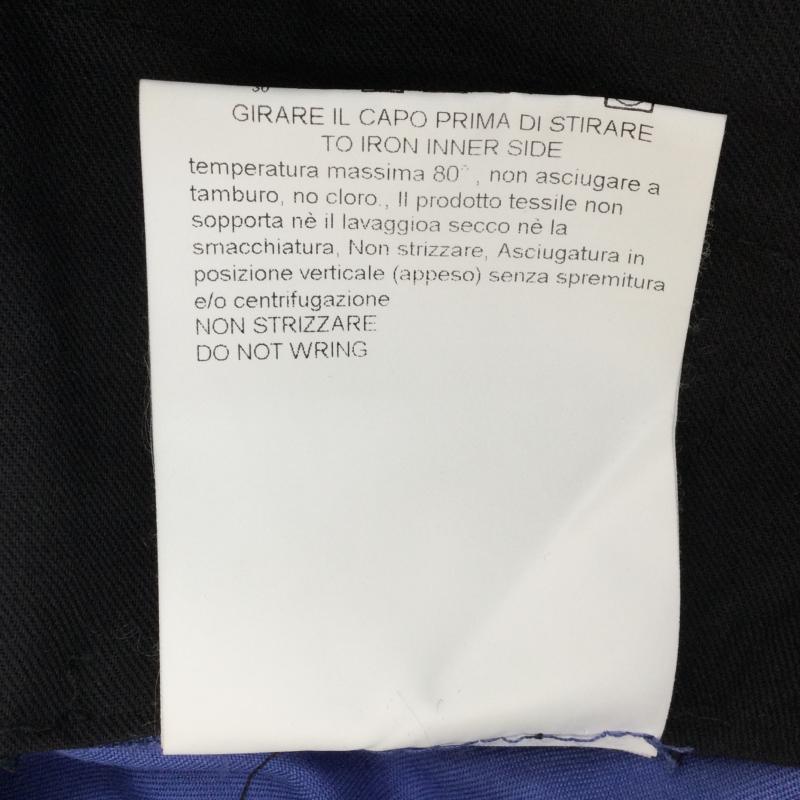 30
GIRARE IL CAPO PRIMA DI STIRARE
TO IRON INNER SIDE
temperatura massima 80° , non asciugare a
tamburo, no cloro., Il prodotto tessile non
sopporta nè il lavaggioa secco nè la
smacchiatura, Non strizzare, Asciugatura in
posizione verticale (appeso) senza spremitura
e/o centrifugazione
NON STRIZZARE
DO NOT WRING